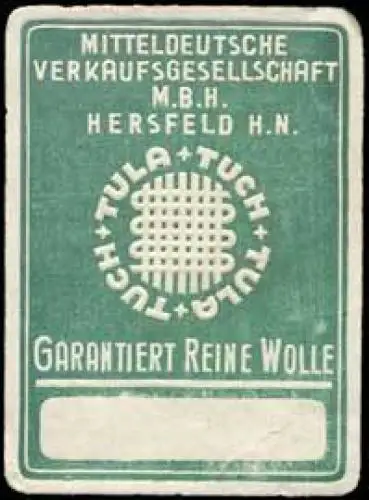 MITTELDEUTSCHE
VERKAUFSGESELLSCHAFT
M.B.H.
HERSFELD H.N.
TULA + TUCH + TULA + TUCH +
GARANTIERT REINE WOLLE